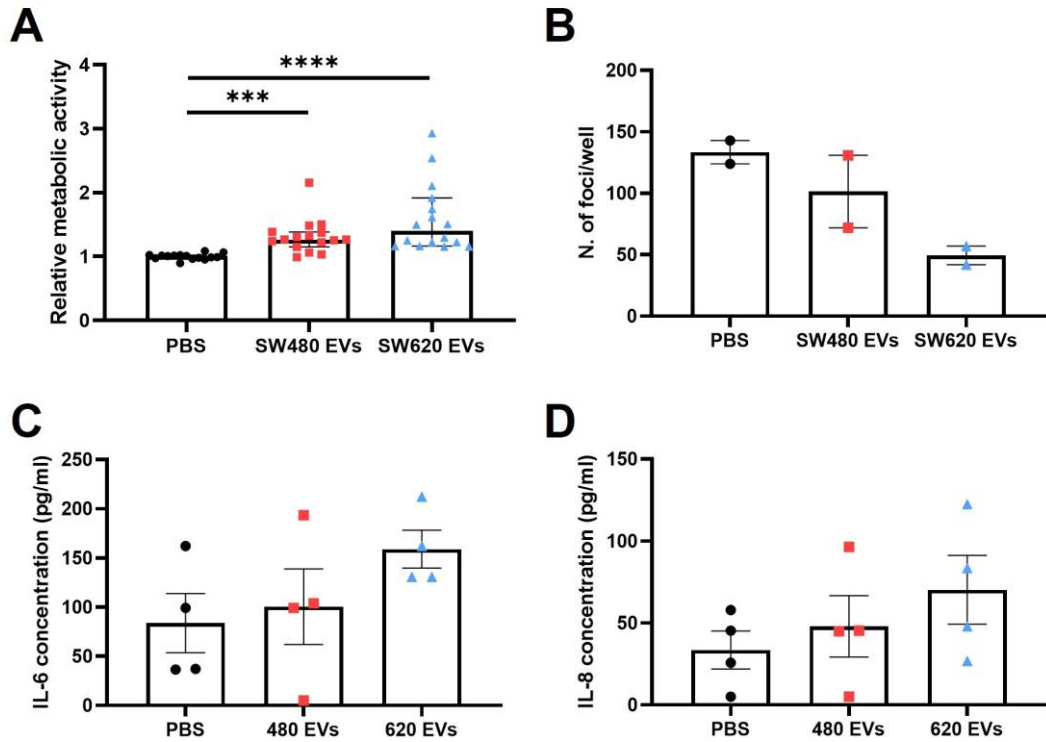 A
Relative metabolic activity
4
3
2
1
0
****
***
PBS SW480 EVs SW620 EVs
B
N. of foci/well
200
150
100
50
0
PBS SW480 EVs SW620 EVs
C
IL-6 concentration (pg/ml)
250
200
150
100
50
0
PBS 480 EVs 620 EVs
D
IL-8 concentration (pg/ml)
150
100
50
0
PBS 480 EVs 620 EVs